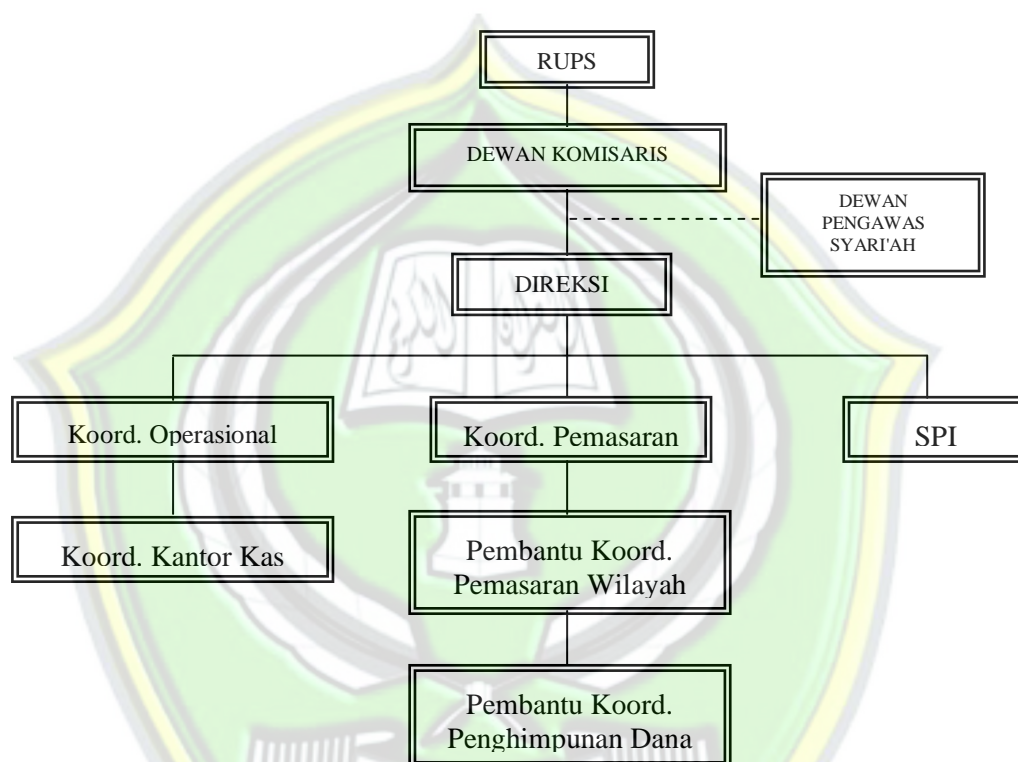 RUPS
DEWAN KOMISARIS
DEWAN
PENGAWAS
SYARI'AH
DIREKSI
Koord. Operasional
Koord. Pemasaran
SPI
Koord. Kantor Kas
Pembantu Koord.
Pemasaran Wilayah
Pembantu Koord.
Penghimpunan Dana